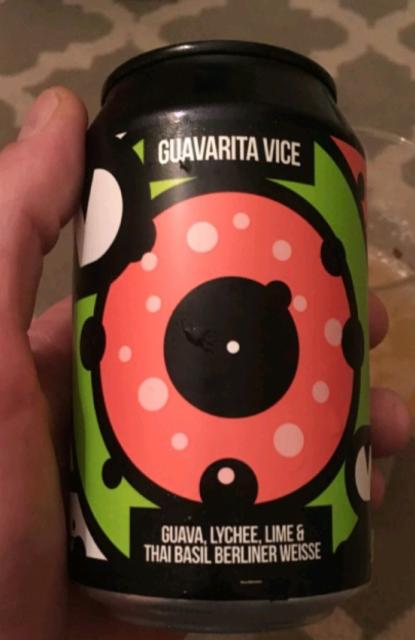 GUAVARITA VICE
GUAVA, LYCHEE, LIME &
THAI BASIL BERLINER WEISSE